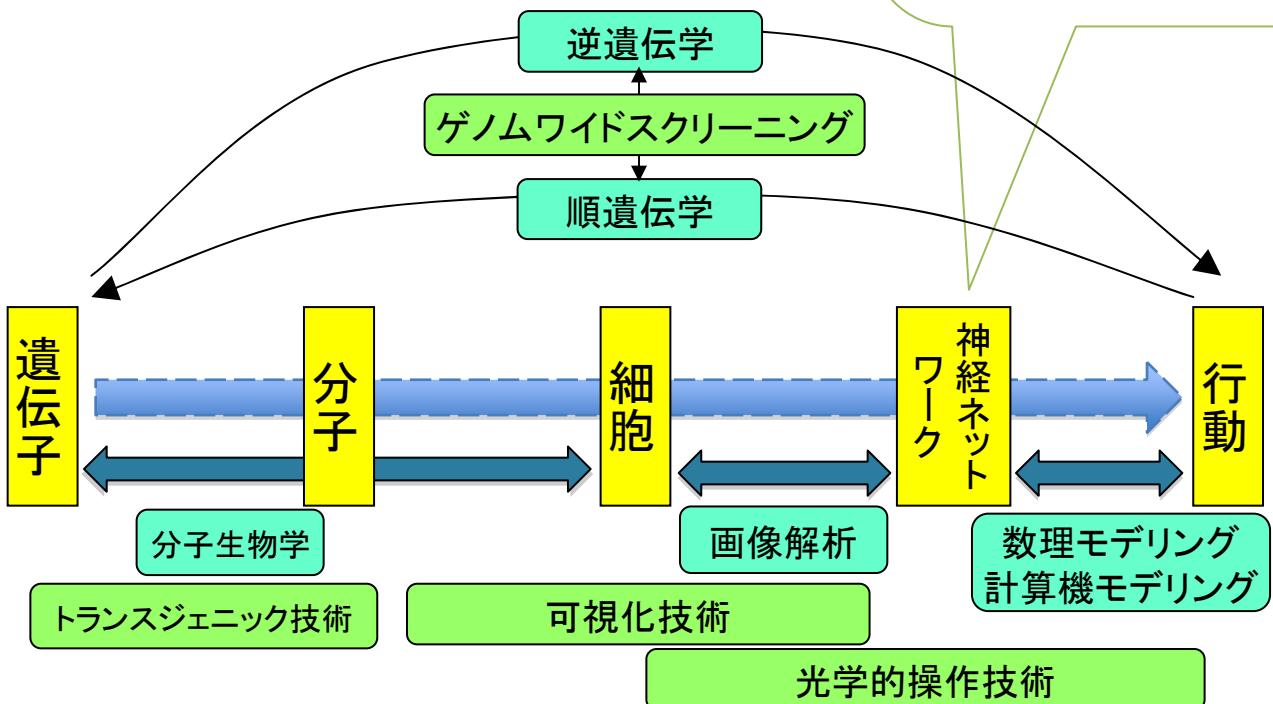 逆遺伝学
ゲノムワイドスクリーニング
順遺伝学
遺伝子
分子
細胞
神経ネット
ワーク
行動
分子生物学
画像解析
数理モデリング
計算機モデリング
トランスジェニック技術
可視化技術
光学的操作技術